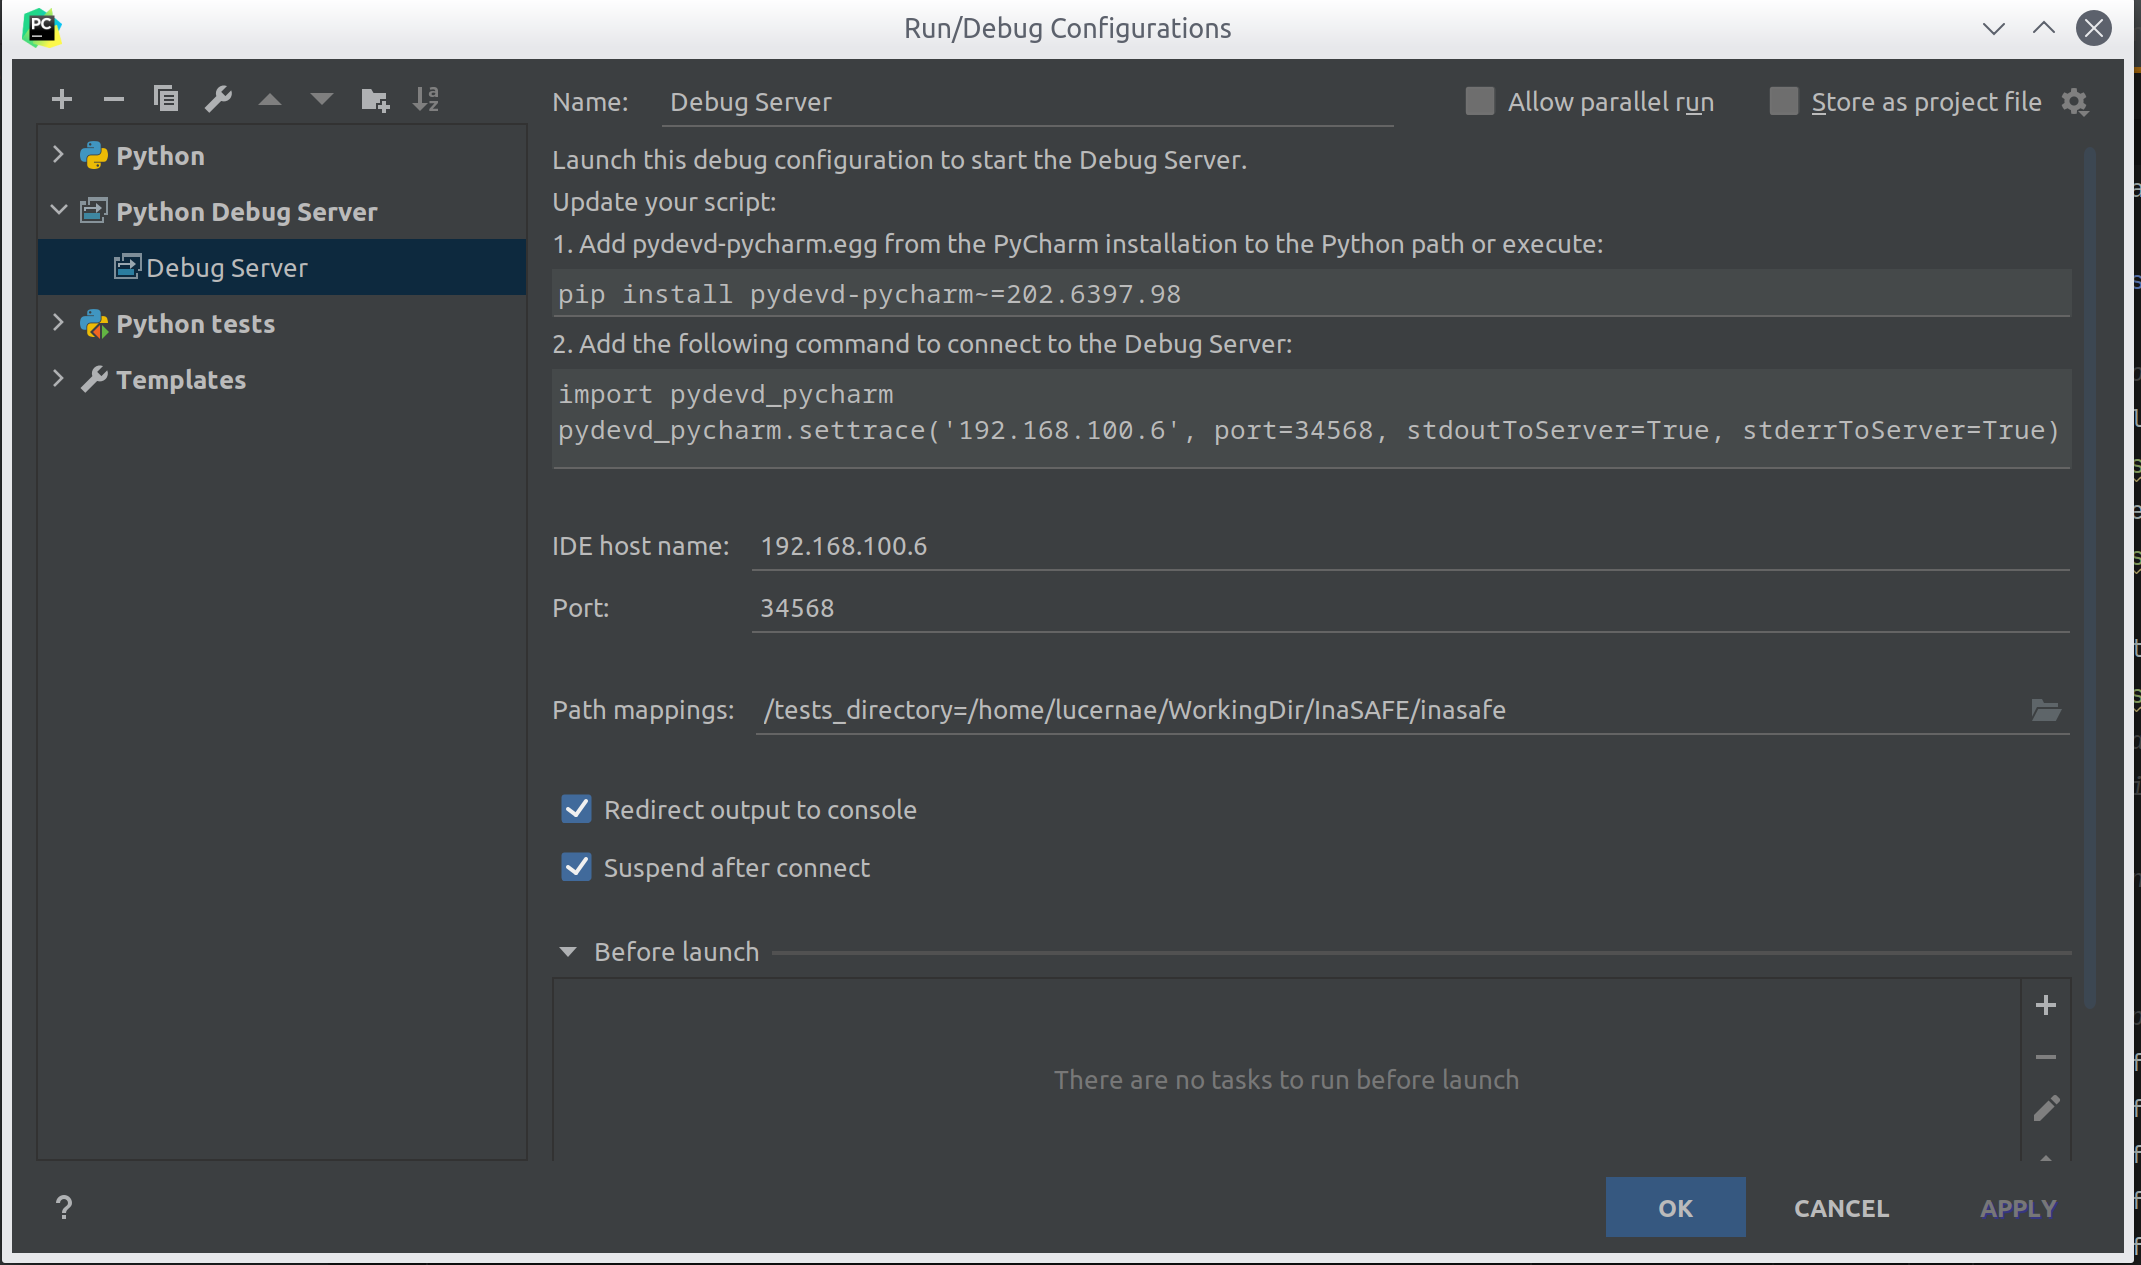 PC
Run/Debug Configurations
Name: Debug Server
Allow parallel run
Store as project file
Python
Python Debug Server
Debug Server
Python tests
Templates
Launch this debug configuration to start the Debug Server.
Update your script:
1. Add pydevd-pycharm.egg from the PyCharm installation to the Python path or execute:
pip install pydevd-pycharm~=202.6397.98
2. Add the following command to connect to the Debug Server:
import pydevd_pycharm
pydevd_pycharm.settrace('192.168.100.6', port=34568, stdoutToServer=True, stderrToServer=True)
IDE host name: 192.168.100.6
Port: 34568
Path mappings: /tests_directory=/home/lucernae/WorkingDir/InaSAFE/inasafe
Redirect output to console
Suspend after connect
Before launch
There are no tasks to run before launch
?
OK
CANCEL
APPLY